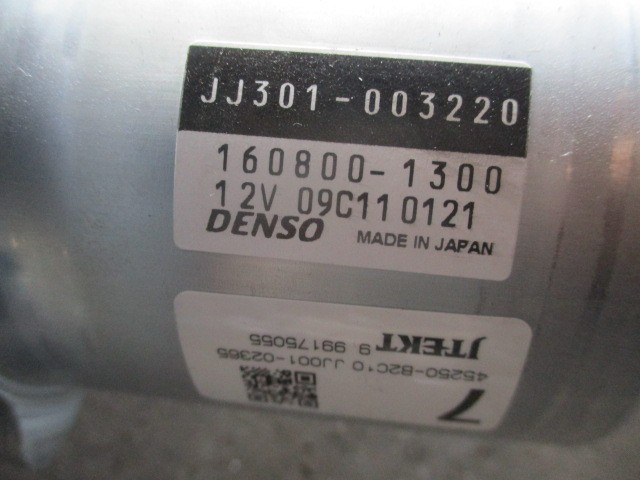 JJ301-003220
160800-1300
12V 09C110121
DENSO MADE IN JAPAN
7
45250-B2C10 JJ001-02365
JTEKT 9 99175055